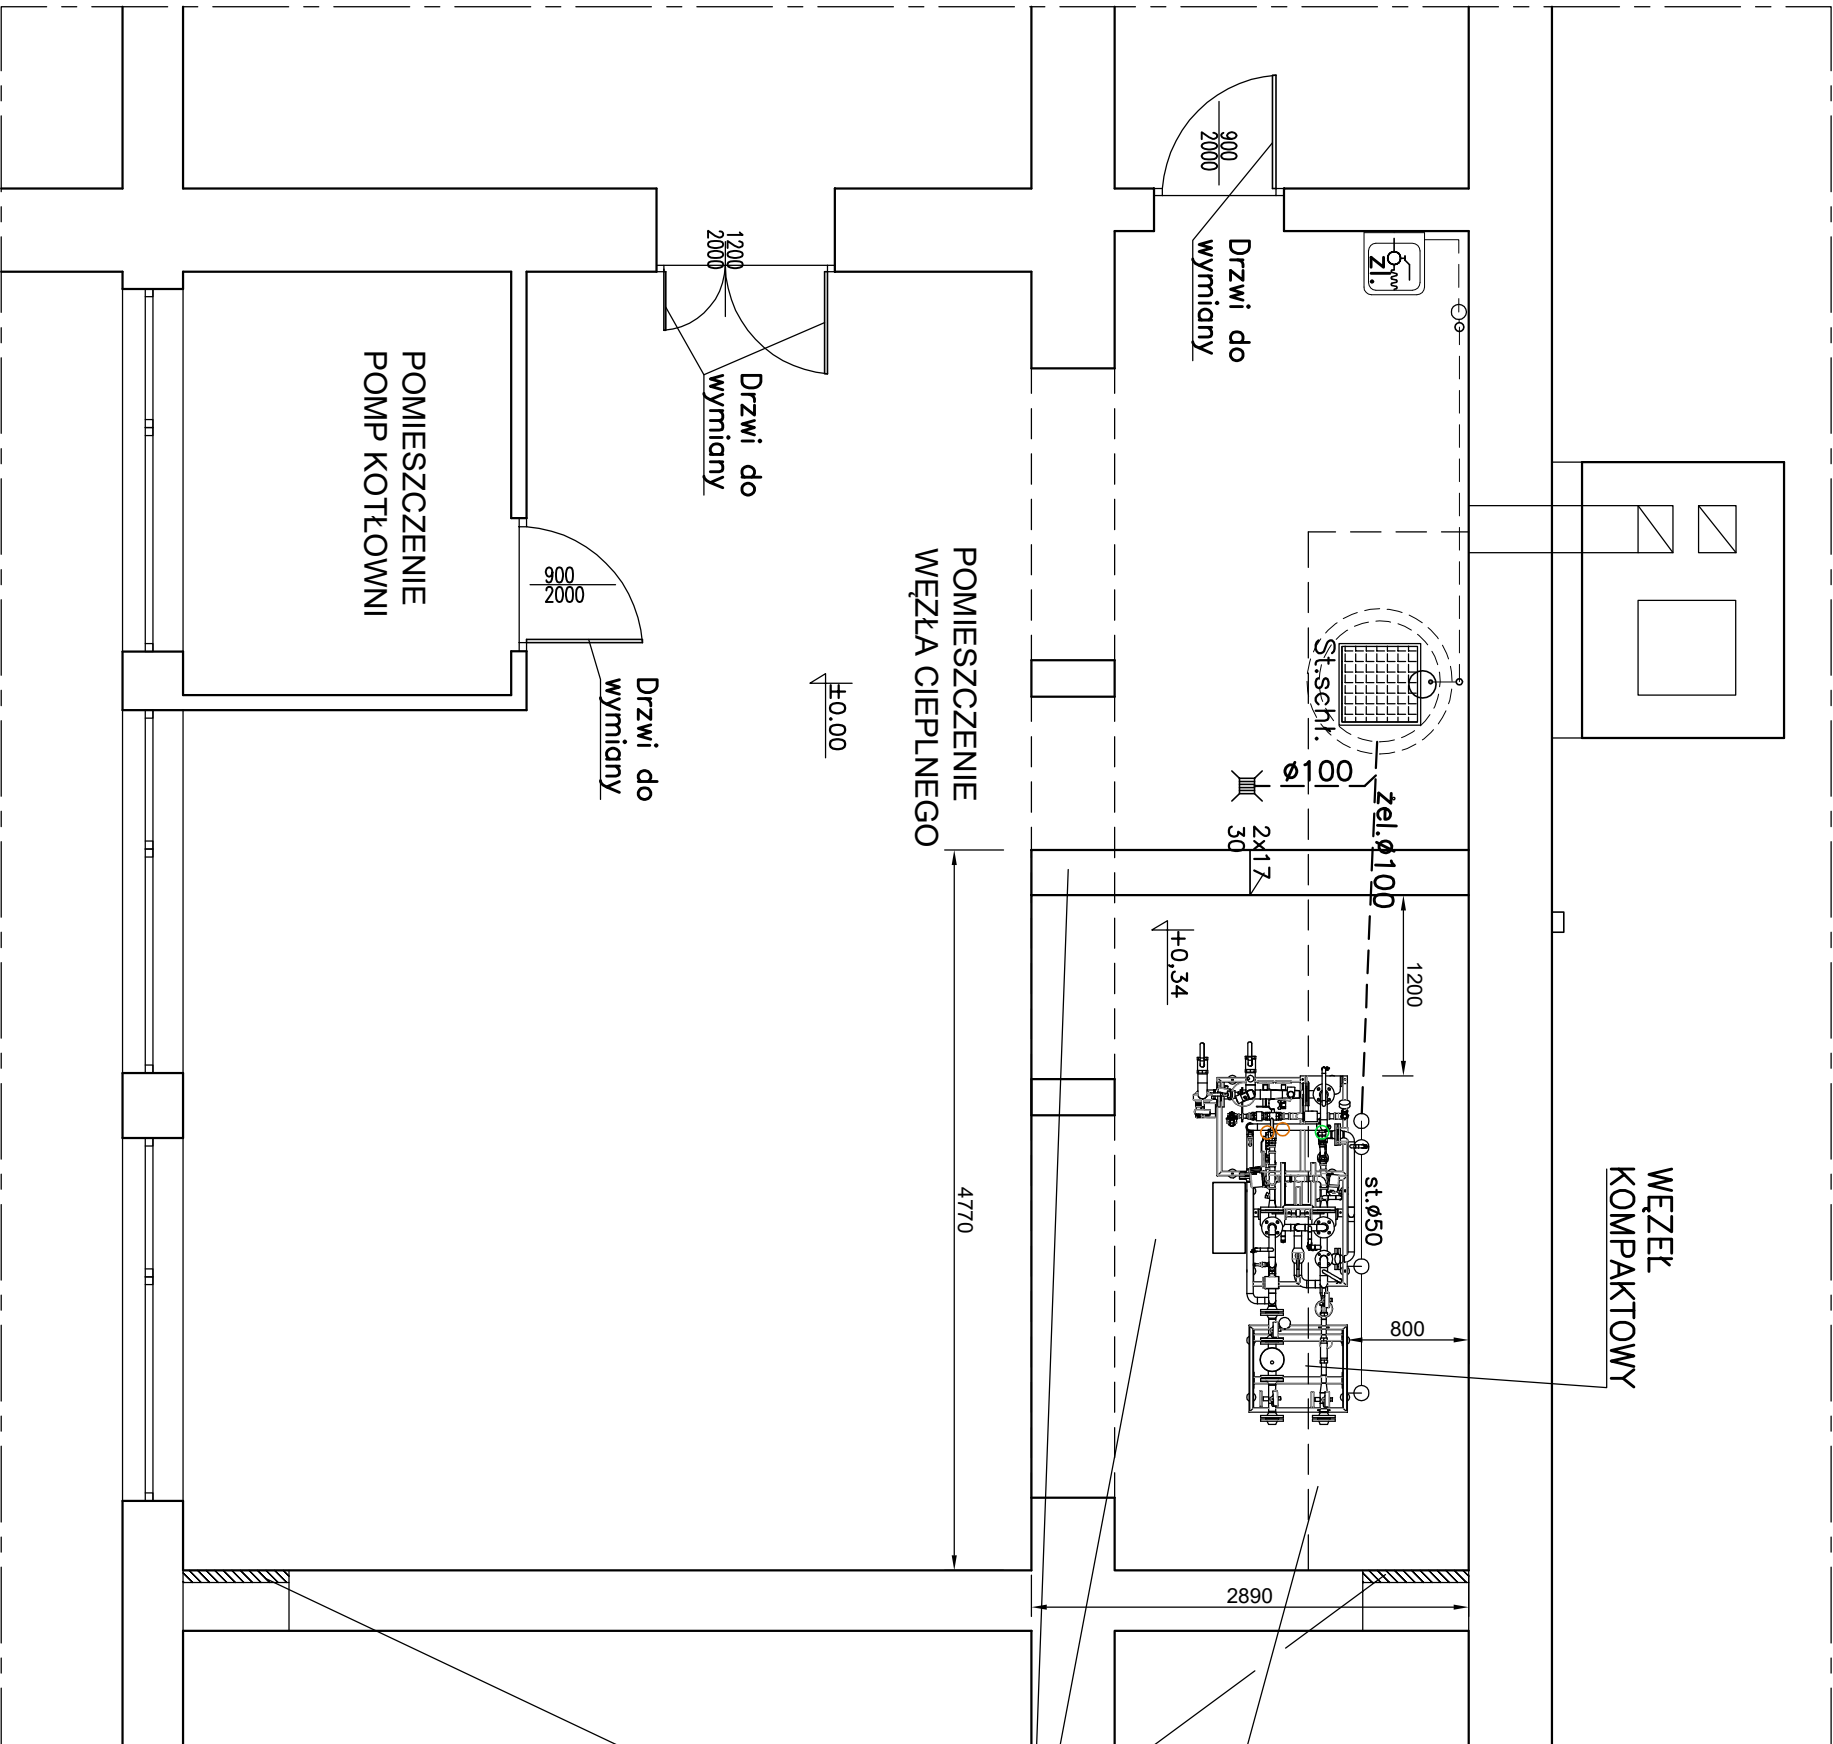 900
2000
Drzwi do
wymiany
zl.
1200
2000
Drzwi do
wymiany
POMIESZCZENIE
POMP KOTŁOWNI
900
2000
Drzwi do
wymiany
POMIESZCZENIE
WĘZŁA CIEPLNEGO
±0.00
St.schł.
ø100
żel.ø100
2x17
30
+0,34
1200
4770
st.ø50
800
WĘZEŁ
KOMPAKTOWY
2890